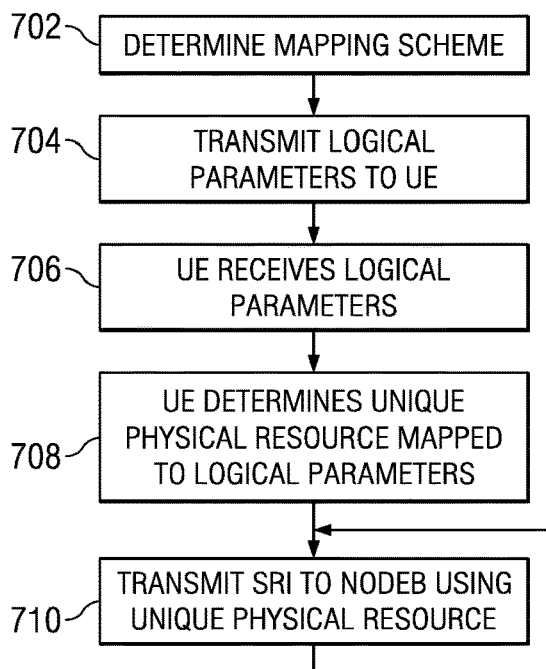 702
DETERMINE MAPPING SCHEME
704
TRANSMIT LOGICAL
PARAMETERS TO UE
706
UE RECEIVES LOGICAL
PARAMETERS
708
UE DETERMINES UNIQUE
PHYSICAL RESOURCE MAPPED
TO LOGICAL PARAMETERS
710
TRANSMIT SRI TO NODEB USING
UNIQUE PHYSICAL RESOURCE